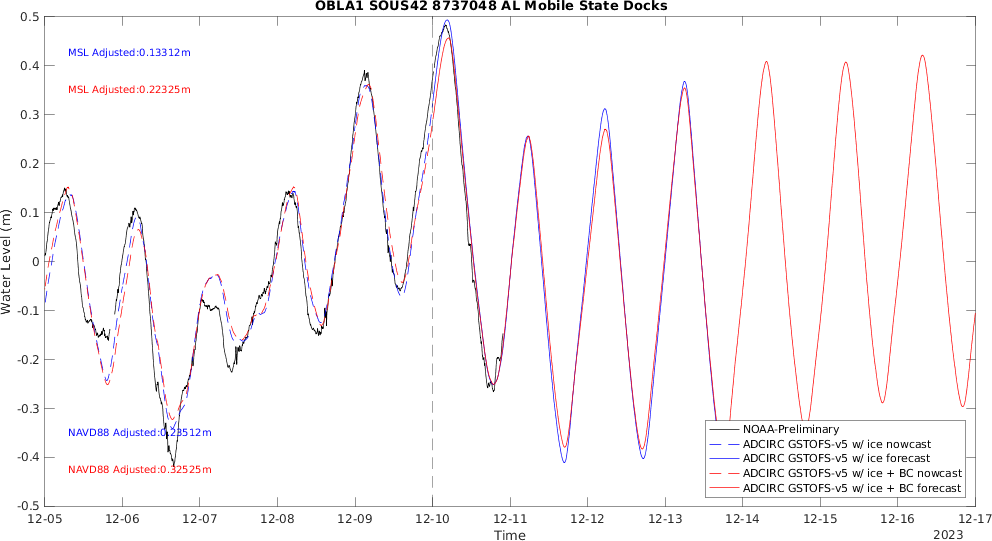 OBLA1 SOUS42 8737048 AL Mobile State Docks
0.5
MSL Adjusted:0.13312m
0.4
MSL Adjusted:0.22325m
0.3
0.2
0.1
0
-0.1
-0.2
-0.3
-0.4
-0.5
Water Level (m)
NAVD88 Adjusted:0.23512m
NAVD88 Adjusted:0.32525m
NOAA-Preliminary
ADCIRC GSTOFS-v5 w/ ice nowcast
ADCIRC GSTOFS-v5 w/ ice forecast
ADCIRC GSTOFS-v5 w/ ice + BC nowcast
ADCIRC GSTOFS-v5 w/ ice + BC forecast
12-05 12-06 12-07 12-08 12-09 12-10 12-11 12-12 12-13 12-14 12-15 12-16 12-17
Time
2023